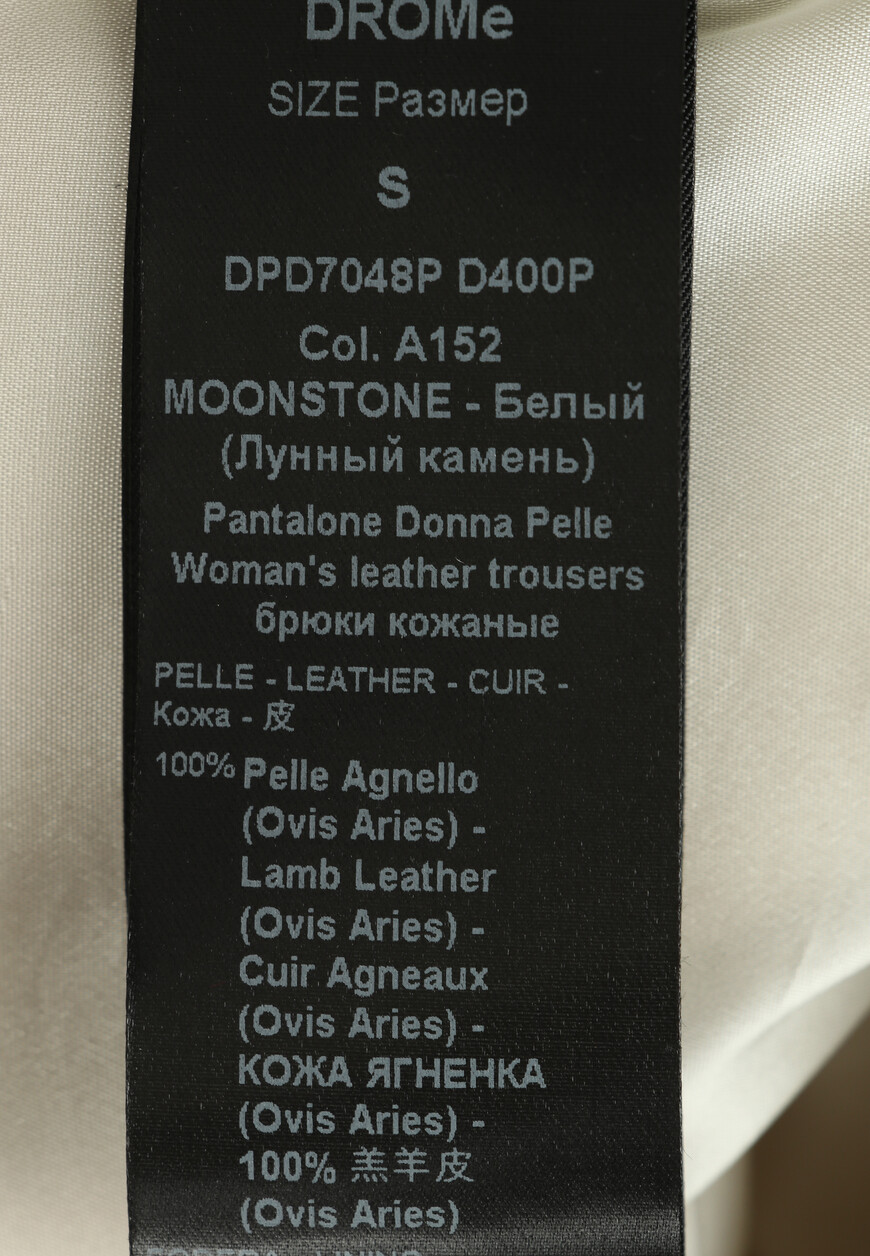 DROMe
SIZE Размер
S
DPD7048P D400P
Col. A152
MOONSTONE - Белый
(Лунный камень)
Pantalone Donna Pelle
Woman's leather trousers
брюки кожаные
PELLE - LEATHER - CUIR -
Кожа - 皮
100% Pelle Agnello
(Ovis Aries) -
Lamb Leather
(Ovis Aries) -
Cuir Agneaux
(Ovis Aries) -
КОЖА ЯГНЕНКА
(Ovis Aries) -
100% 羔羊皮
(Ovis Aries)